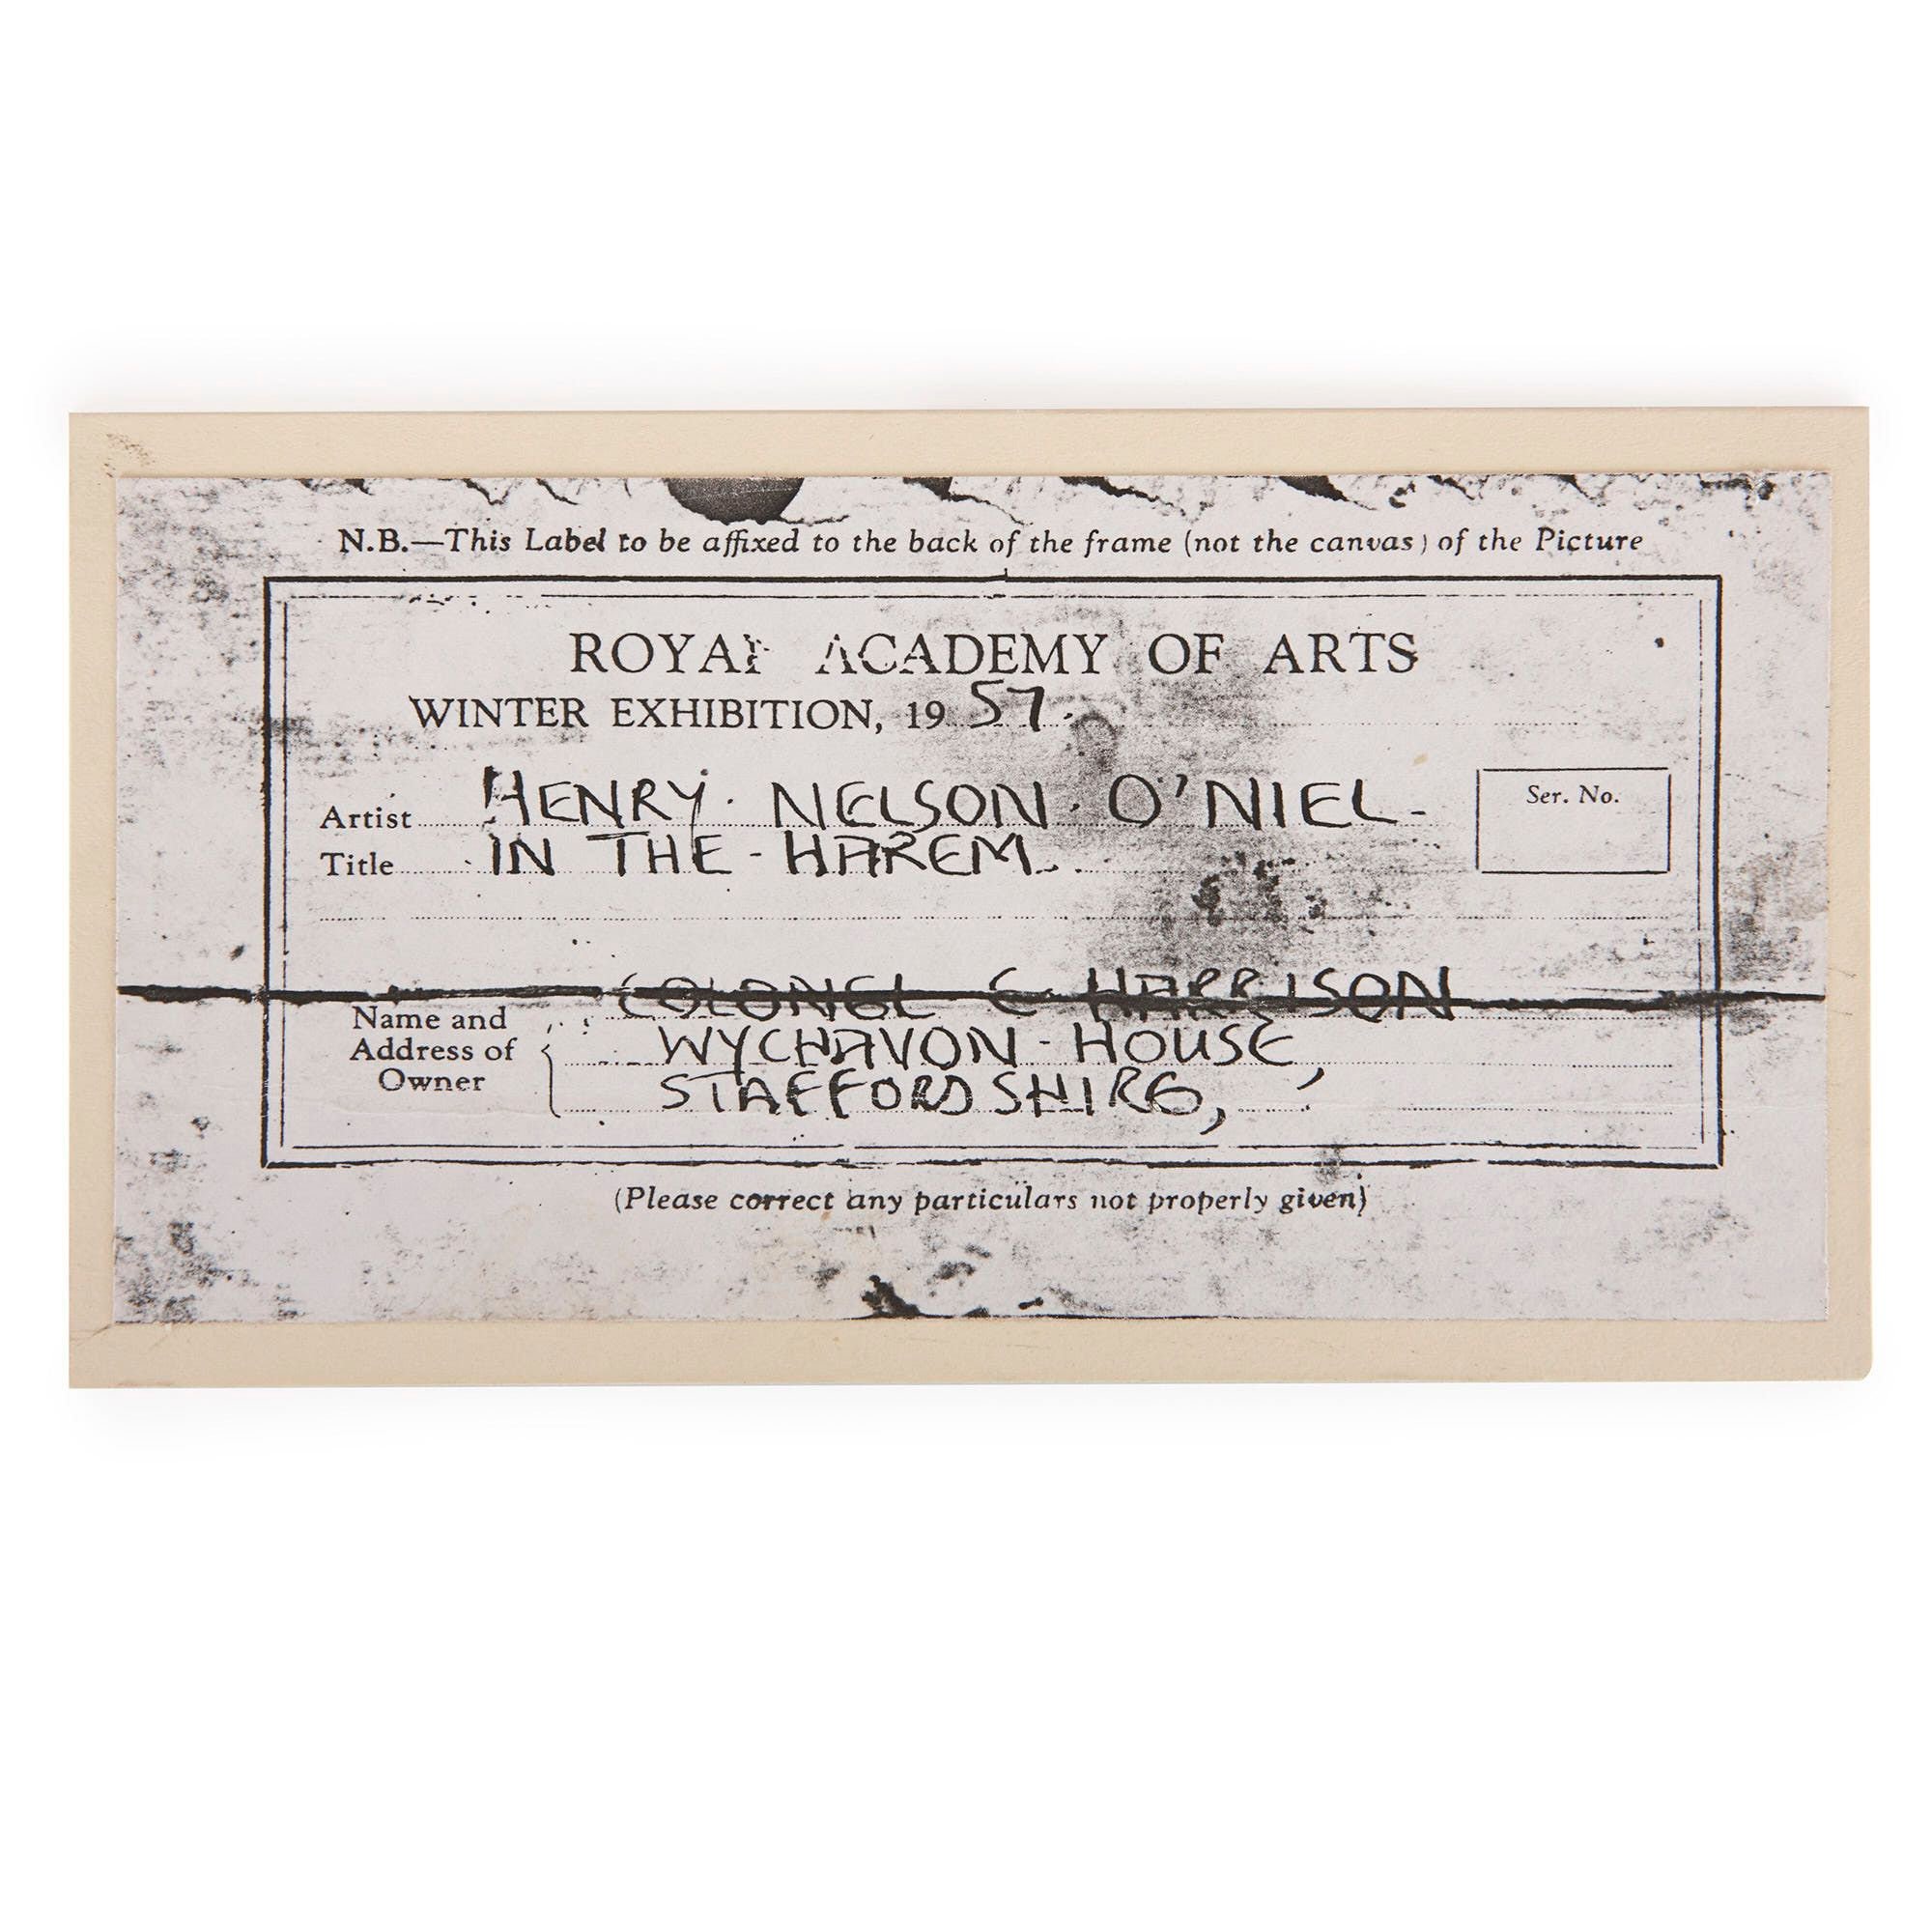 N.B.—This Label to be affixed to the back of the frame (not the canvas) of the Picture
ROYAL ACADEMY OF ARTS
WINTER EXHIBITION, 19 57.
Artist HENRY. NELSON. O'NIEL-
Title IN THE - HAREM.
Ser. No.
Name and Address of Owner
COLONEL C HARRISON
WYCHAVON - HOUSE,
STAFFORDSHIRE,
(Please correct any particulars not properly given)